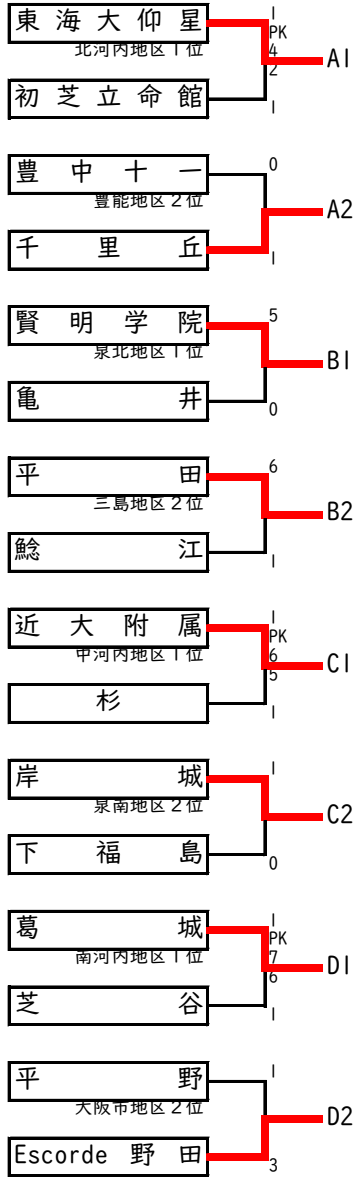 東海大仰星
北河内地区1位
1
PK
4
2
A1
初芝立命館
1
豊中十一
豊能地区2位
0
A2
千里丘
1
賢明学院
泉北地区1位
5
B1
亀井
0
平田
三島地区2位
6
B2
鯰江
1
近大附属
中河内地区1位
1
PK
6
5
C1
杉
1
岸城
泉南地区2位
1
C2
下福島
0
葛城
南河内地区1位
1
PK
7
6
D1
芝谷
1
平野
大阪市地区2位
1
D2
Escorde 野田
3